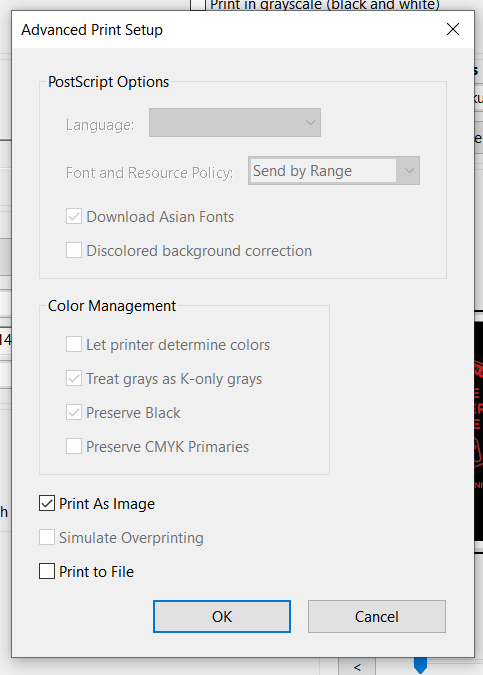 Print in grayscale (black and white)
Advanced Print Setup
PostScript Options
Language:
Font and Resource Policy: Send by Range
Download Asian Fonts
Discolored background correction
Color Management
Let printer determine colors
Treat grays as K-only grays
Preserve Black
Preserve CMYK Primaries
Print As Image
Simulate Overprinting
Print to File
OK Cancel
<